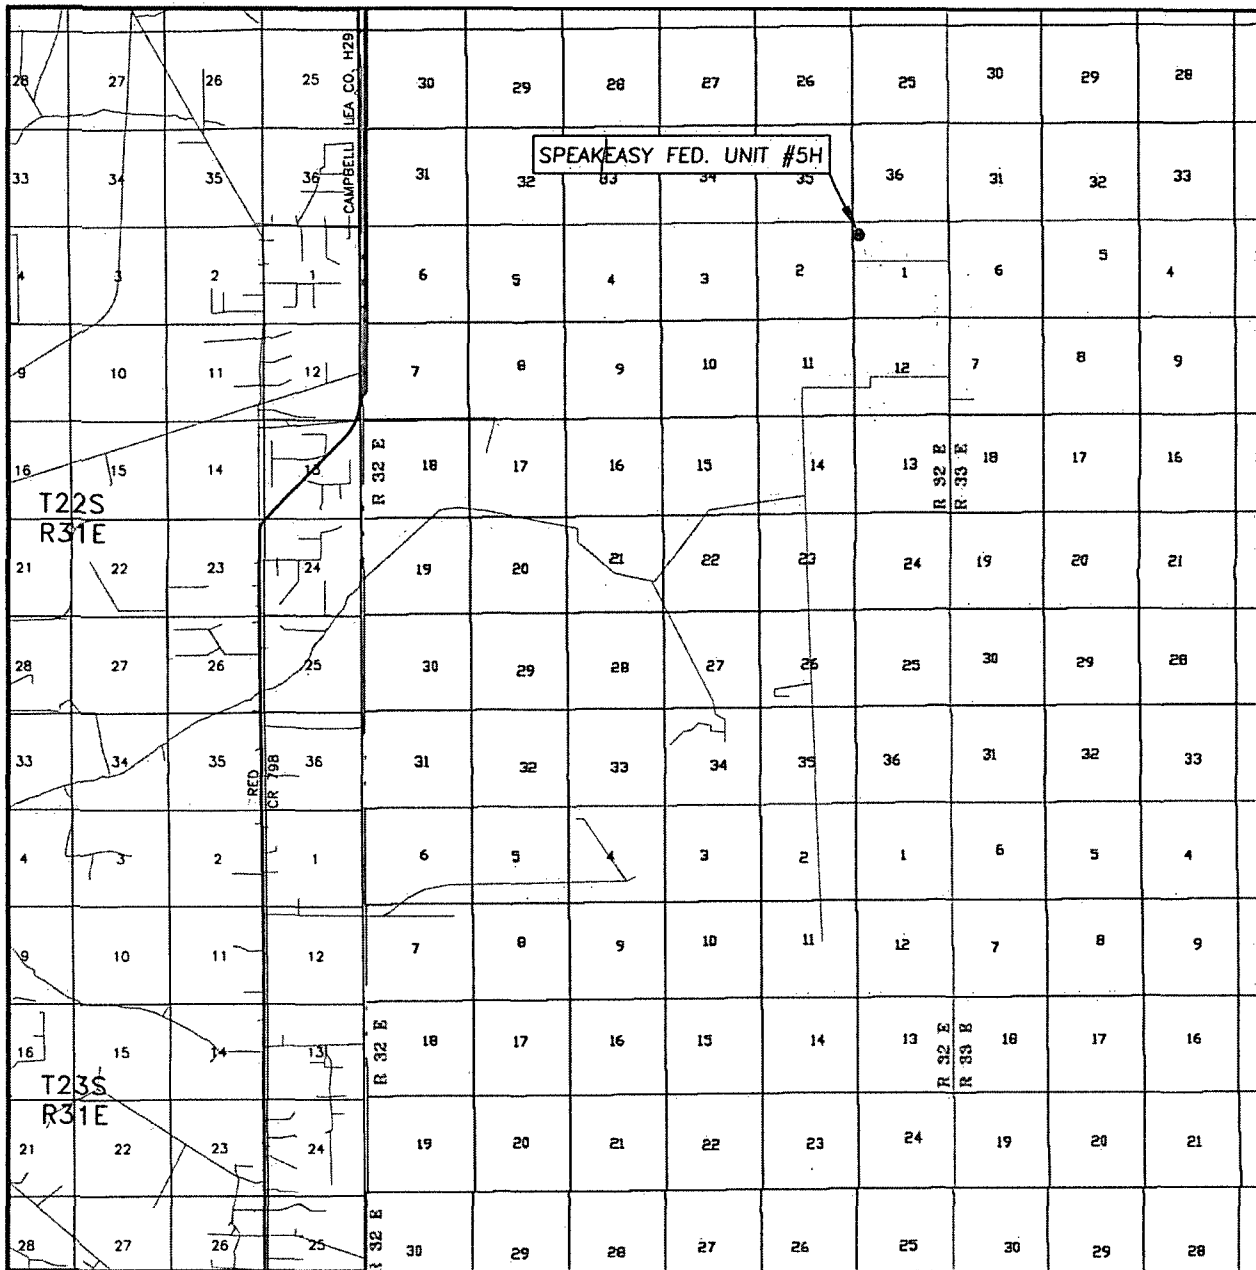 28 27 26 25 30 29 28 27 26 25 30 29 28
CAMPBELL
LEA CO, H29
SPEAKEASY FED. UNIT #5H
33 34 35 36 31 32 33 34 35 36 31 32 33
4 3 2 1 6 5 4 3 2 1 6 5 4
9 10 11 12 7 8 9 10 11 12 7 8 9
16 15 14 13 18 17 16 15 14 13 18 17 16
R 32 E
R 32 E
R 33 E
T22S
R31E
21 22 23 24 19 20 21 22 23 24 19 20 21
28 27 26 25 30 29 28 27 26 25 30 29 28
33 34 35 36 31 32 33 34 35 36 31 32 33
RED
CR 798
4 3 2 1 6 5 4 3 2 1 6 5 4
9 10 11 12 7 8 9 10 11 12 7 8 9
16 15 14 13 18 17 16 15 14 13 18 17 16
R 32 E
R 32 E
R 33 E
T23S
R31E
21 22 23 24 19 20 21 22 23 24 19 20 21
28 27 26 25 30 29 28 27 26 25 30 29 28
R 32 E